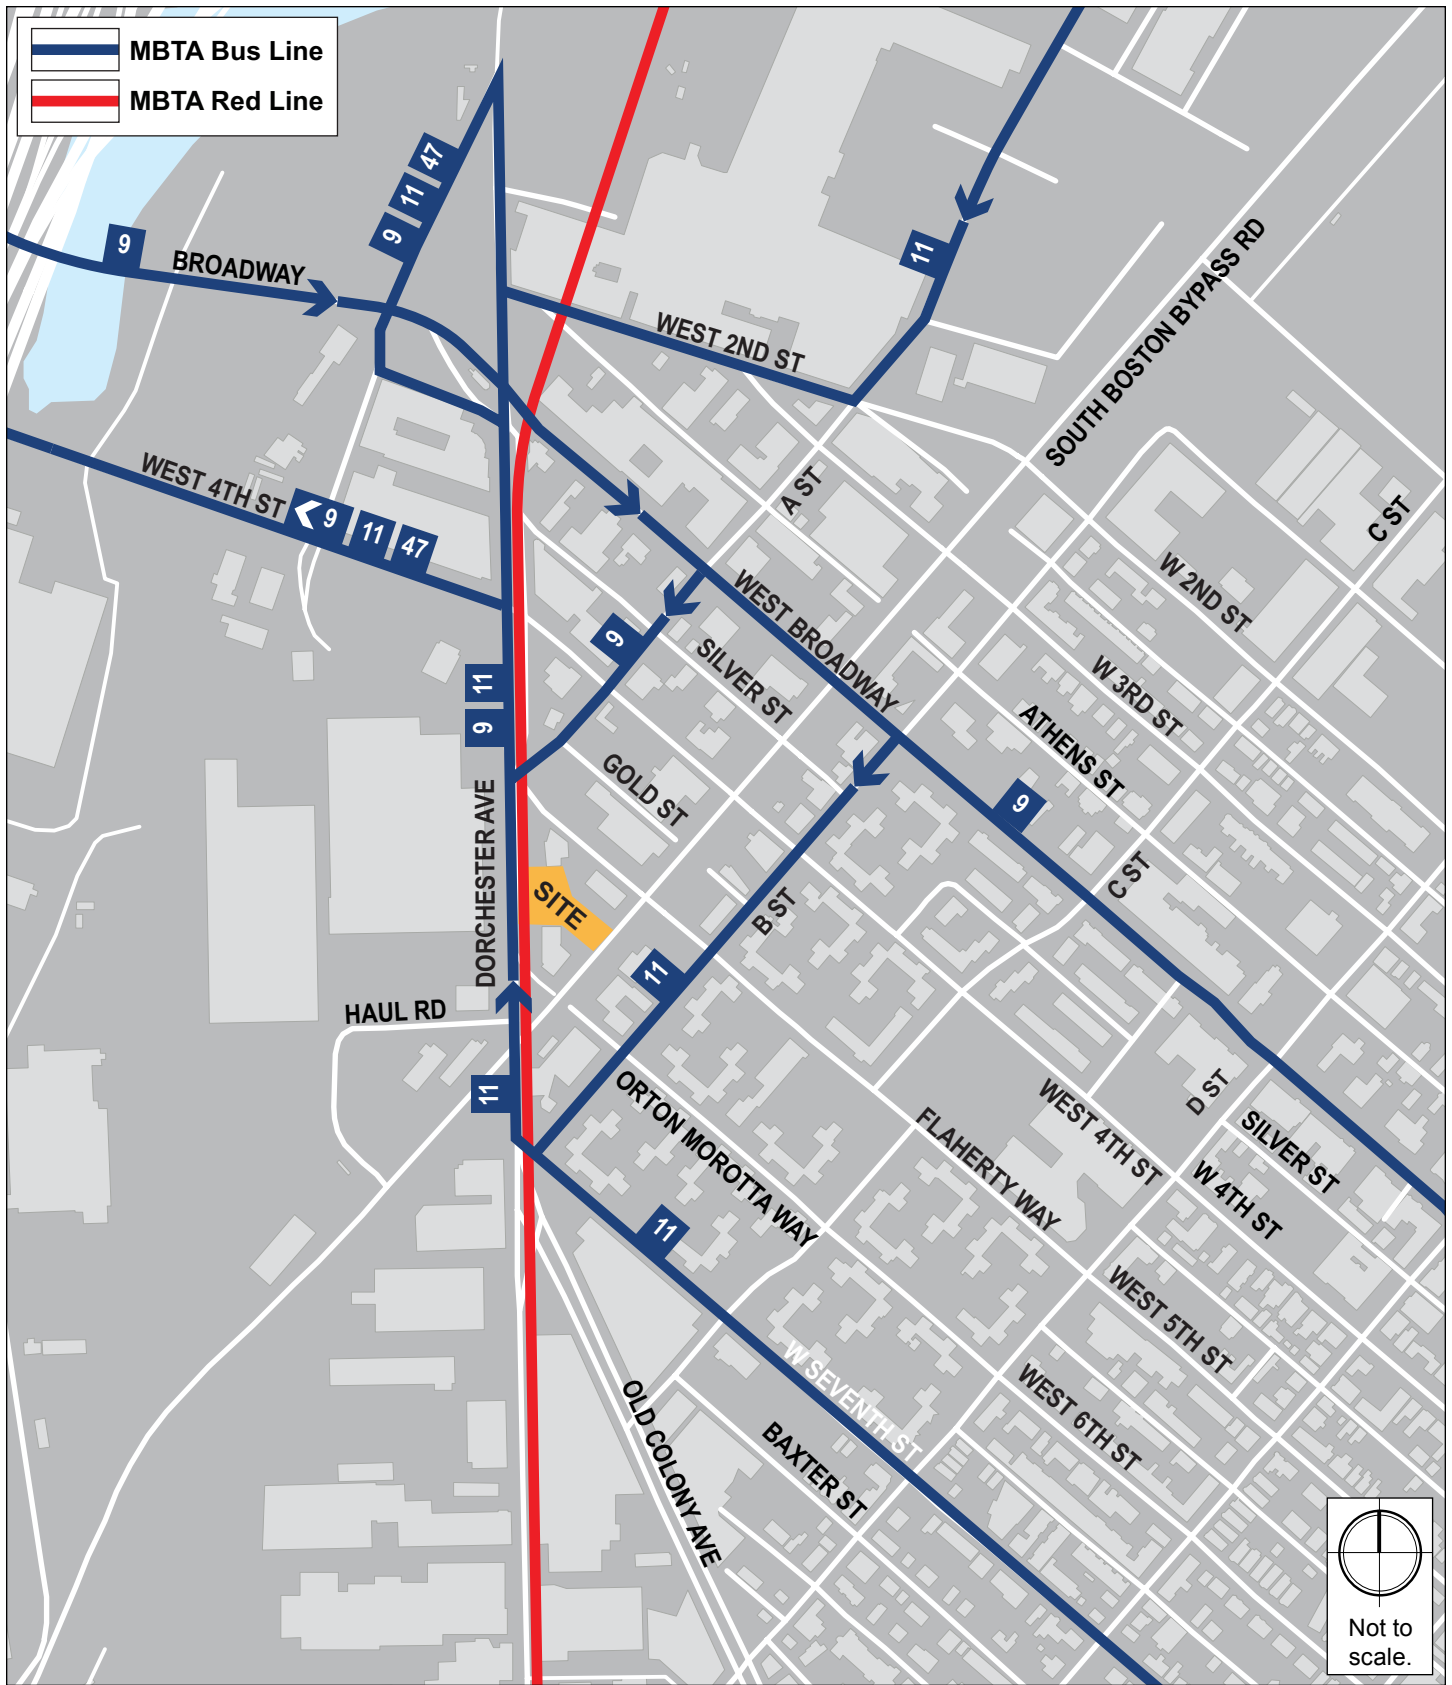 MBTA Bus Line
MBTA Red Line
47
11
9
9
BROADWAY
11
WEST 2ND ST
SOUTH BOSTON BYPASS RD
WEST 4TH ST
9
11
47
A ST
C ST
W 2ND ST
WEST BROADWAY
9
SILVER ST
W 3RD ST
ATHENS ST
11
9
GOLD ST
9
DORCHESTER AVE
C ST
SITE
B ST
11
HAUL RD
11
ORTON MOROTTA WAY
FLAHERTY WAY
WEST 4TH ST
D ST
SILVER ST
W 4TH ST
11
WEST 5TH ST
W SEVENTH ST
WEST 6TH ST
OLD COLONY AVE
BAXTER ST
Not to
scale.